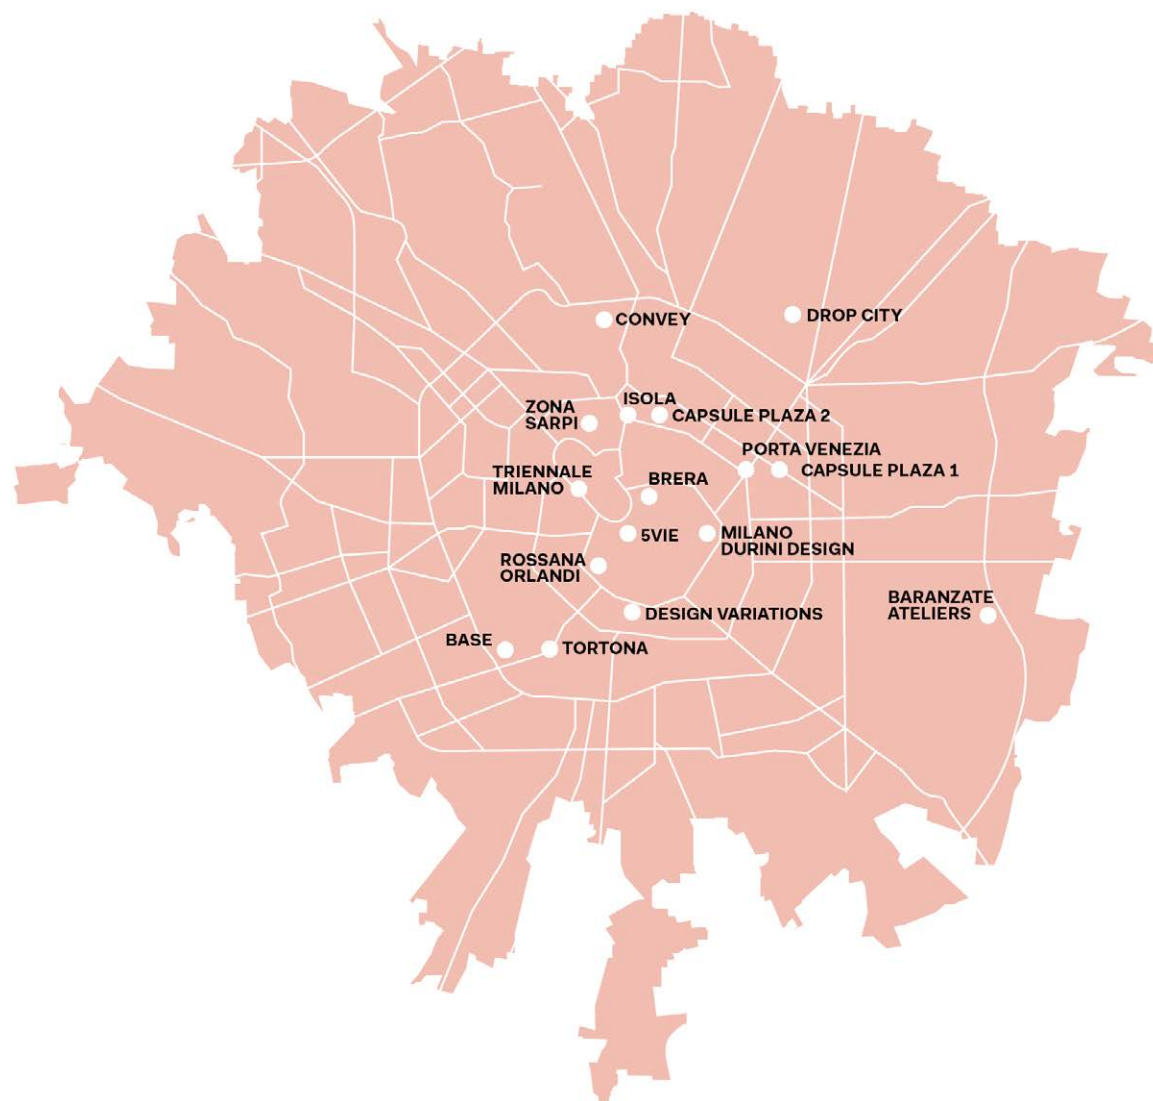 CONVEY
DROP CITY
ISOLA
ZONA
SARPI
CAPSULE PLAZA 2
PORTA VENEZIA
CAPSULE PLAZA 1
TRIENNALE
MILANO
BRERA
5VIE
MILANO
DURINI DESIGN
ROSSANA
ORLANDI
BARANZATE
ATELIERS
DESIGN VARIATIONS
BASE
TORTONA